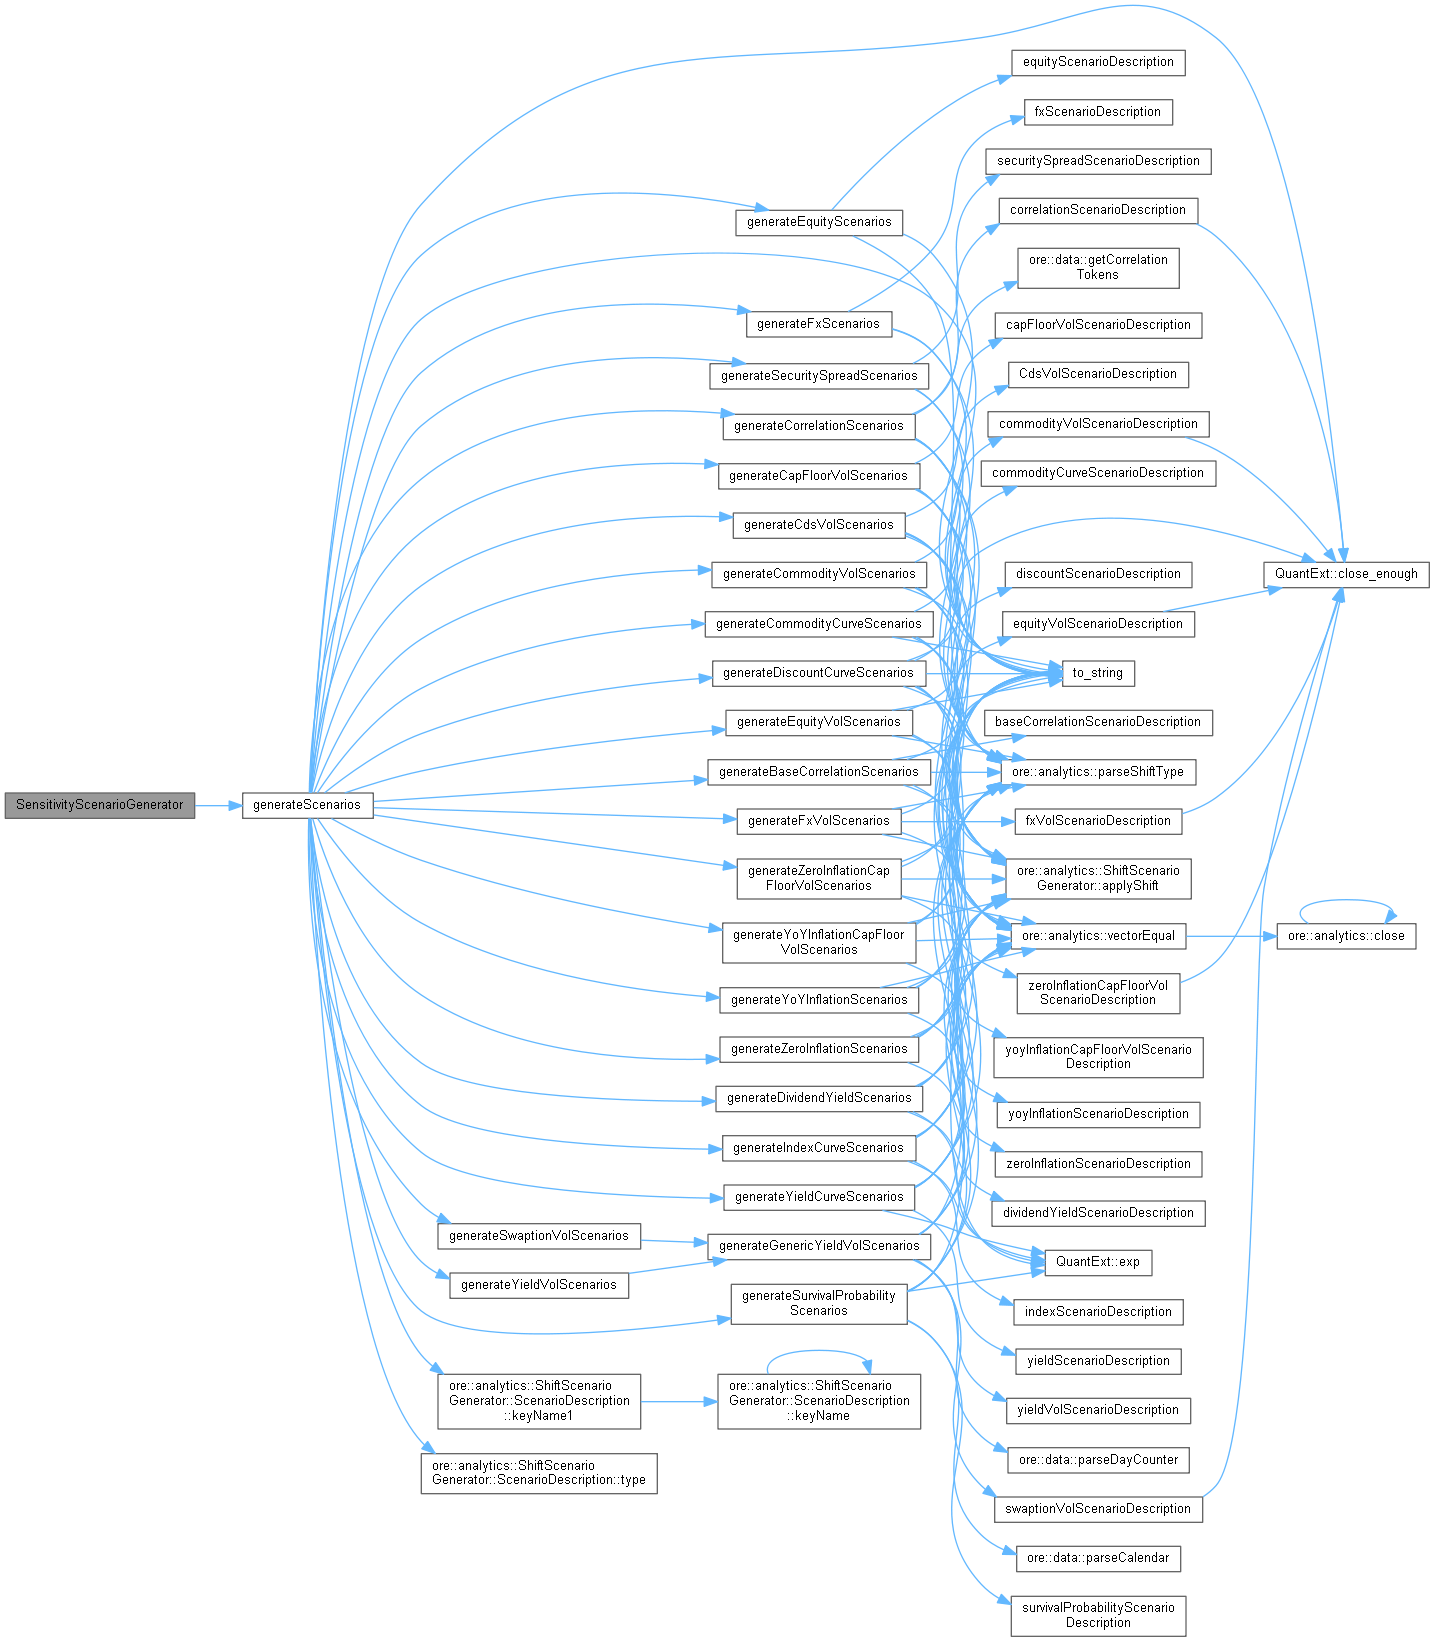 SensitivityScenarioGenerator
generateScenarios
generateEquityScenarios
generateFxScenarios
generateSecuritySpreadScenarios
generateCorrelationScenarios
generateCapFloorVolScenarios
generateCdsVolScenarios
generateCommodityVolScenarios
generateCommodityCurveScenarios
generateDiscountCurveScenarios
generateEquityVolScenarios
generateBaseCorrelationScenarios
generateFxVolScenarios
generateZeroInflationCap
FloorVolScenarios
generateYoYInflationCapFloor
VolScenarios
generateYoYInflationScenarios
generateZeroInflationScenarios
generateDividendYieldScenarios
generateIndexCurveScenarios
generateYieldCurveScenarios
generateSwaptionVolScenarios
generateGenericYieldVolScenarios
generateYieldVolScenarios
generateSurvivalProbability
Scenarios
ore::analytics::ShiftScenario
Generator::ScenarioDescription
::keyName1
ore::analytics::ShiftScenario
Generator::ScenarioDescription
::keyName
ore::analytics::ShiftScenario
Generator::ScenarioDescription::type
equityScenarioDescription
fxScenarioDescription
securitySpreadScenarioDescription
correlationScenarioDescription
ore::data::getCorrelation
Tokens
capFloorVolScenarioDescription
CdsVolScenarioDescription
commodityVolScenarioDescription
commodityCurveScenarioDescription
QuantExt::close_enough
discountScenarioDescription
equityVolScenarioDescription
to_string
baseCorrelationScenarioDescription
ore::analytics::parseShiftType
fxVolScenarioDescription
ore::analytics::ShiftScenario
Generator::applyShift
ore::analytics::vectorEqual
ore::analytics::close
zeroInflationCapFloorVol
ScenarioDescription
yoyInflationCapFloorVolScenario
Description
yoyInflationScenarioDescription
zeroInflationScenarioDescription
dividendYieldScenarioDescription
QuantExt::exp
indexScenarioDescription
yieldScenarioDescription
yieldVolScenarioDescription
ore::data::parseDayCounter
swaptionVolScenarioDescription
ore::data::parseCalendar
survivalProbabilityScenario
Description